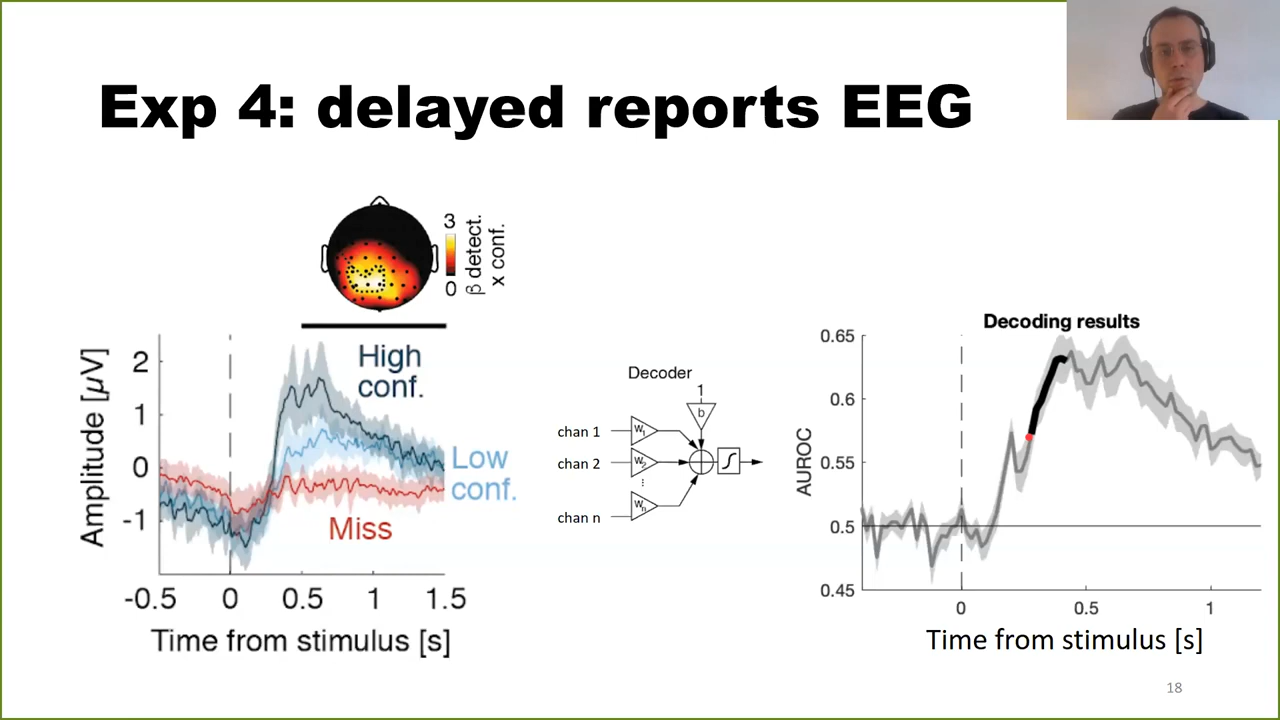 Exp 4: delayed reports EEG
3
0
β detect.
x conf.
High
conf.
Low
conf.
Miss
Amplitude [µV]
2
1
0
-1
-0.5 0 0.5 1 1.5
Time from stimulus [s]
Decoder
1
b
chan 1
W1
chan 2
W2
⋮
chan n
Wn
Decoding results
AUROC
0.65
0.6
0.55
0.5
0.45
0 0.5 1
Time from stimulus [s]
18